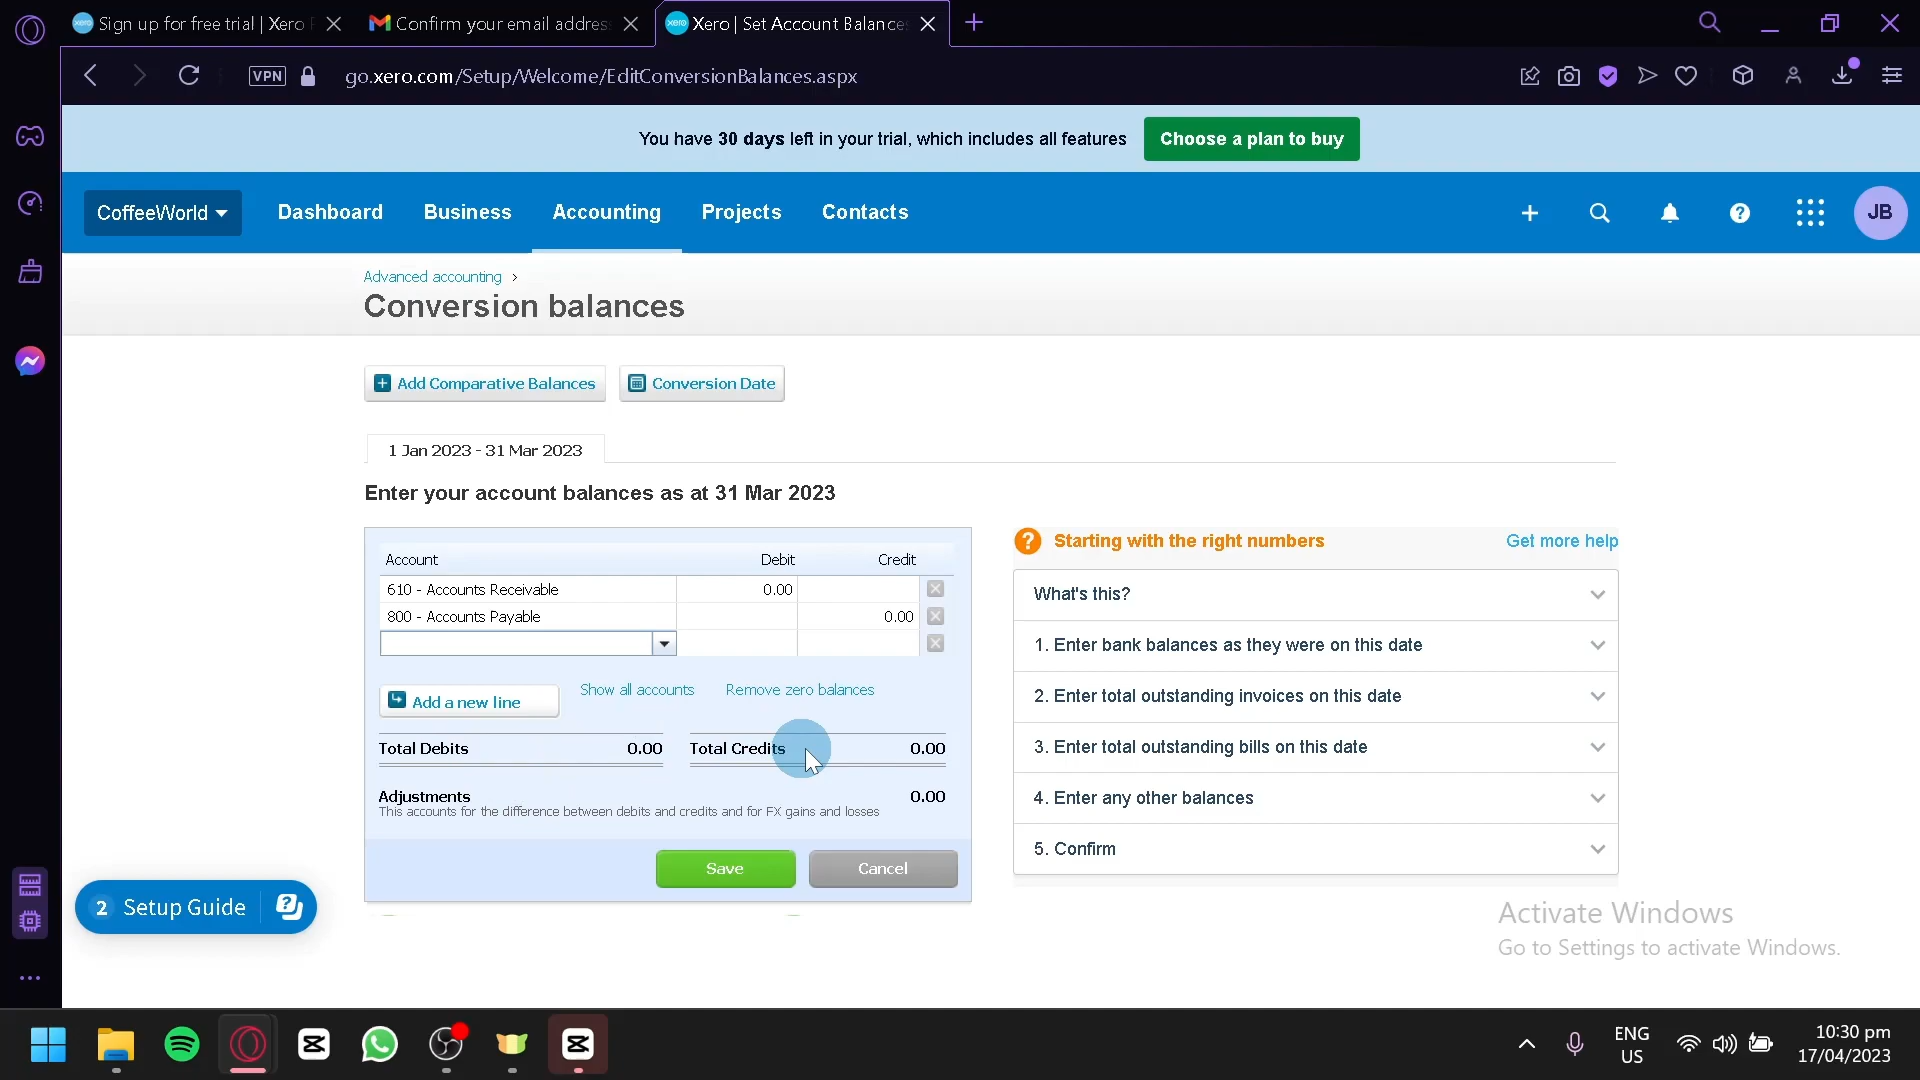 Sign up for free trial | Xero
Confirm your email addres
Xero | Set Account Balance
VPN
go.xero.com/Setup/Welcome/EditConversionBalances.aspx
You have 30 days left in your trial, which includes all features
Choose a plan to buy
CoffeeWorld
Dashboard
Business
Accounting
Projects
Contacts
JB
Advanced accounting
Conversion balances
Add Comparative Balances
Conversion Date
1 Jan 2023 - 31 Mar 2023
Enter your account balances as at 31 Mar 2023
Account Debit Credit
610 - Accounts Receivable 0.00
800 - Accounts Payable 0.00
Add a new line
Show all accounts
Remove zero balances
Total Debits 0.00
Total Credits 0.00
Adjustments 0.00
This accounts for the difference between debits and credits and for FX gains and losses
Save
Cancel
Starting with the right numbers
Get more help
What's this?
1. Enter bank balances as they were on this date
2. Enter total outstanding invoices on this date
3. Enter total outstanding bills on this date
4. Enter any other balances
5. Confirm
2 Setup Guide
Activate Windows
Go to Settings to activate Windows.
ENG
US
10:30 pm
17/04/2023